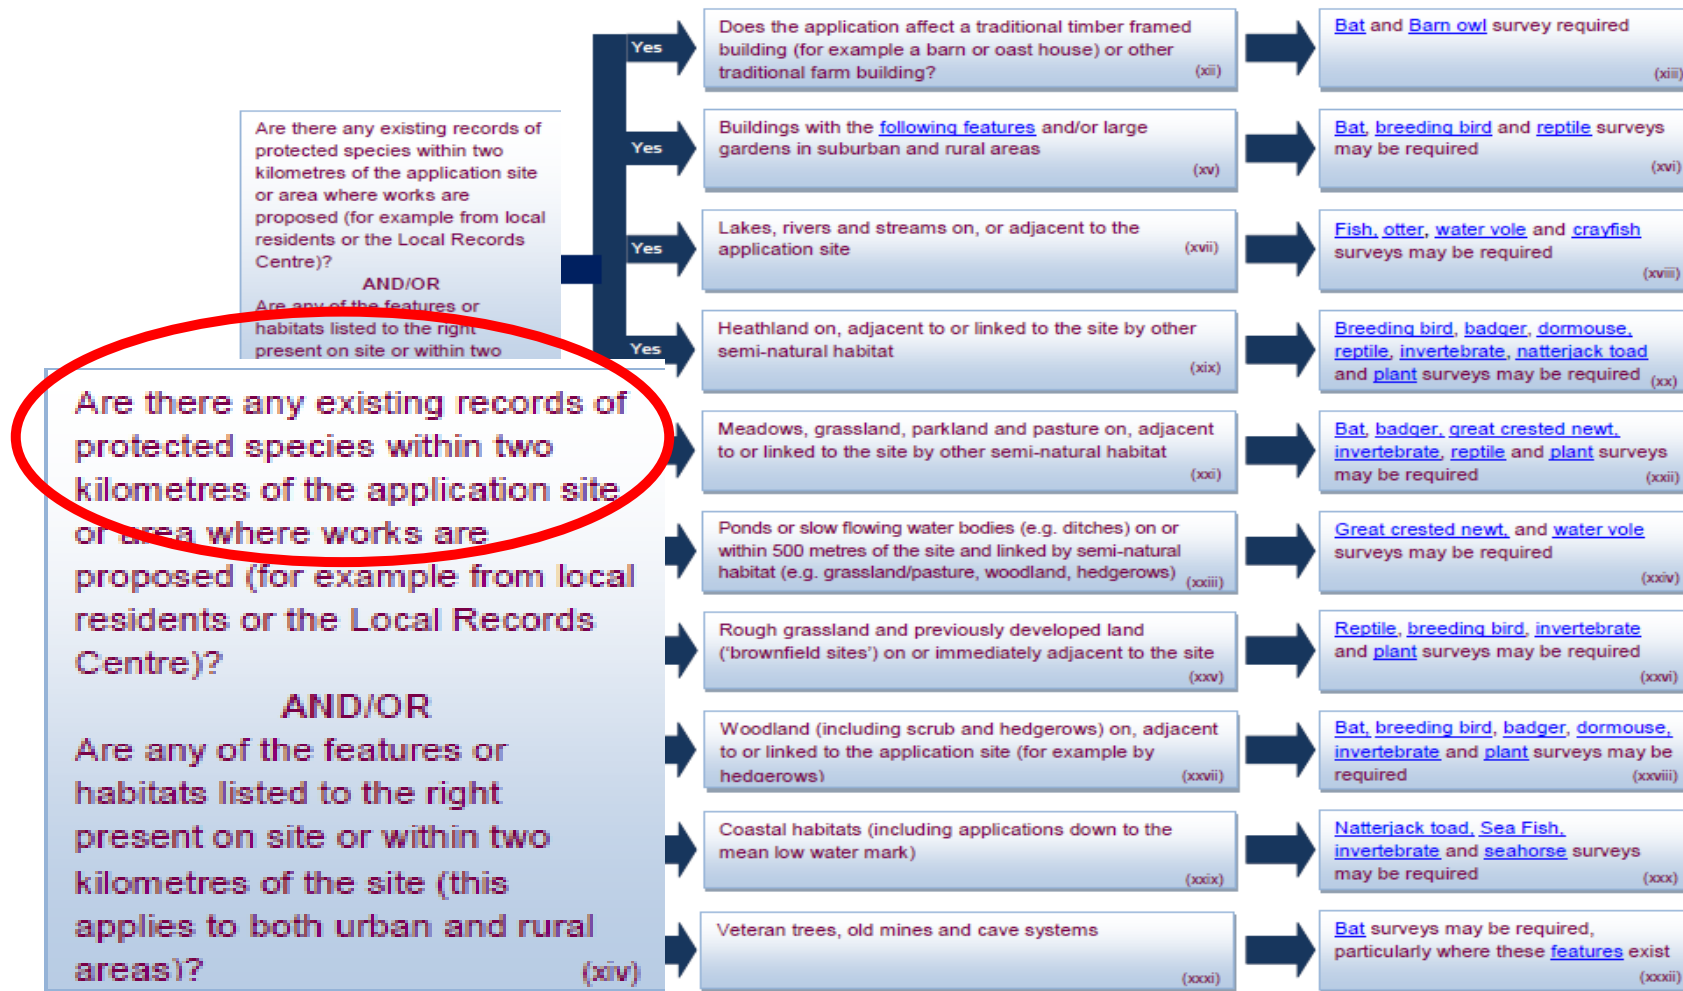 Are there any existing records of
protected species within two
kilometres of the application site
or area where works are
proposed (for example from local
residents or the Local Records
Centre)?
AND/OR
Are any of the features or
habitats listed to the right
present on site or within two
Are there any existing records of
protected species within two
kilometres of the application site
or area where works are
proposed (for example from local
residents or the Local Records
Centre)?
AND/OR
Are any of the features or
habitats listed to the right
present on site or within two
kilometres of the site (this
applies to both urban and rural
areas)?
(xiv)
Yes
Does the application affect a traditional timber framed
building (for example a barn or oast house) or other
traditional farm building?
(xii)
Bat and Barn owl survey required
(xiii)
Yes
Buildings with the following features and/or large
gardens in suburban and rural areas
(xv)
Bat, breeding bird and reptile surveys
may be required
(xvi)
Yes
Lakes, rivers and streams on, or adjacent to the
application site
(xvii)
Fish, otter, water vole and crayfish
surveys may be required
(xviii)
Yes
Heathland on, adjacent to or linked to the site by other
semi-natural habitat
(xix)
Breeding bird, badger, dormouse,
reptile, invertebrate, natterjack toad
and plant surveys may be required (xx)
Meadows, grassland, parkland and pasture on, adjacent
to or linked to the site by other semi-natural habitat
(xxi)
Bat, badger, great crested newt,
invertebrate, reptile and plant surveys
may be required
(xxii)
Ponds or slow flowing water bodies (e.g. ditches) on or
within 500 metres of the site and linked by semi-natural
habitat (e.g. grassland/pasture, woodland, hedgerows) (xxiii)
Great crested newt, and water vole
surveys may be required
(xxiv)
Rough grassland and previously developed land
(‘brownfield sites’) on or immediately adjacent to the site
(xxv)
Reptile, breeding bird, invertebrate
and plant surveys may be required
(xxvi)
Woodland (including scrub and hedgerows) on, adjacent
to or linked to the application site (for example by
hedgerows)
(xxvii)
Bat, breeding bird, badger, dormouse,
invertebrate and plant surveys may be
required
(xxviii)
Coastal habitats (including applications down to the
mean low water mark)
(xxix)
Natterjack toad, Sea Fish,
invertebrate and seahorse surveys
may be required
(xxx)
Veteran trees, old mines and cave systems
(xxxi)
Bat surveys may be required,
particularly where these features exist
(xxxii)